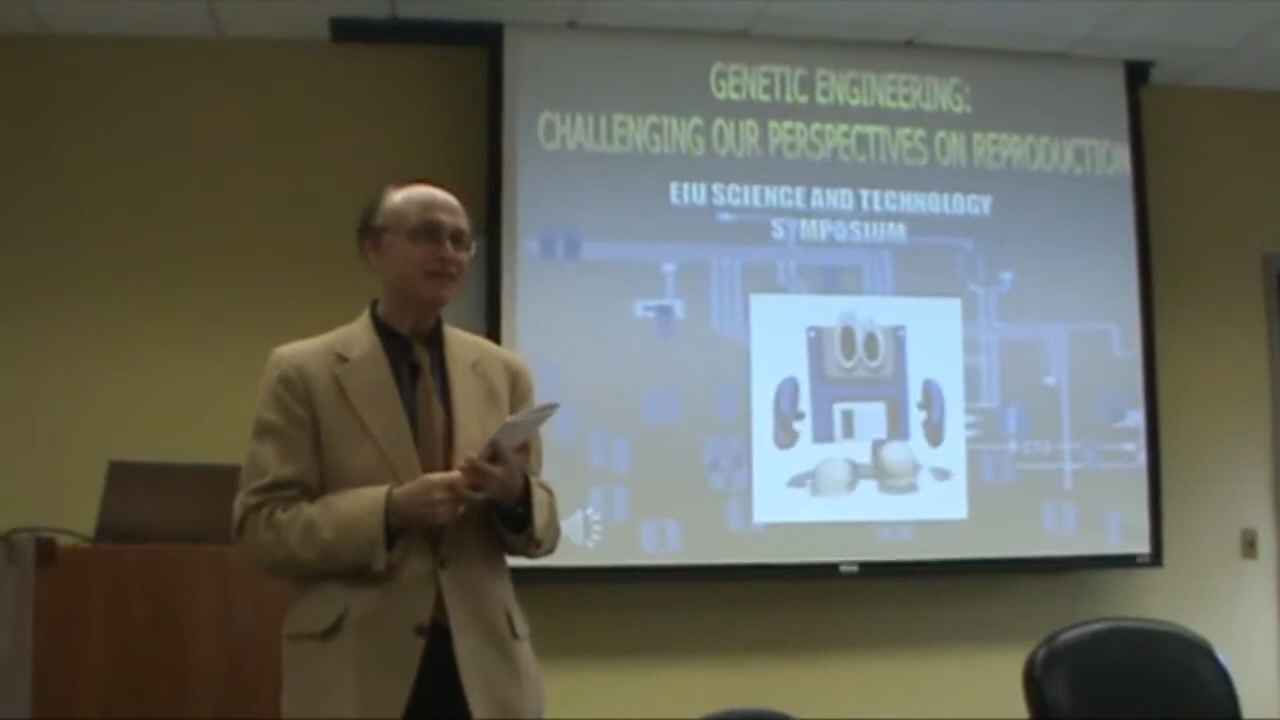 GENETIC ENGINEERING:
CHALLENGING OUR PERSPECTIVES ON REPRODUCTION
EIU SCIENCE AND TECHNOLOGY
SYMPOSIUM